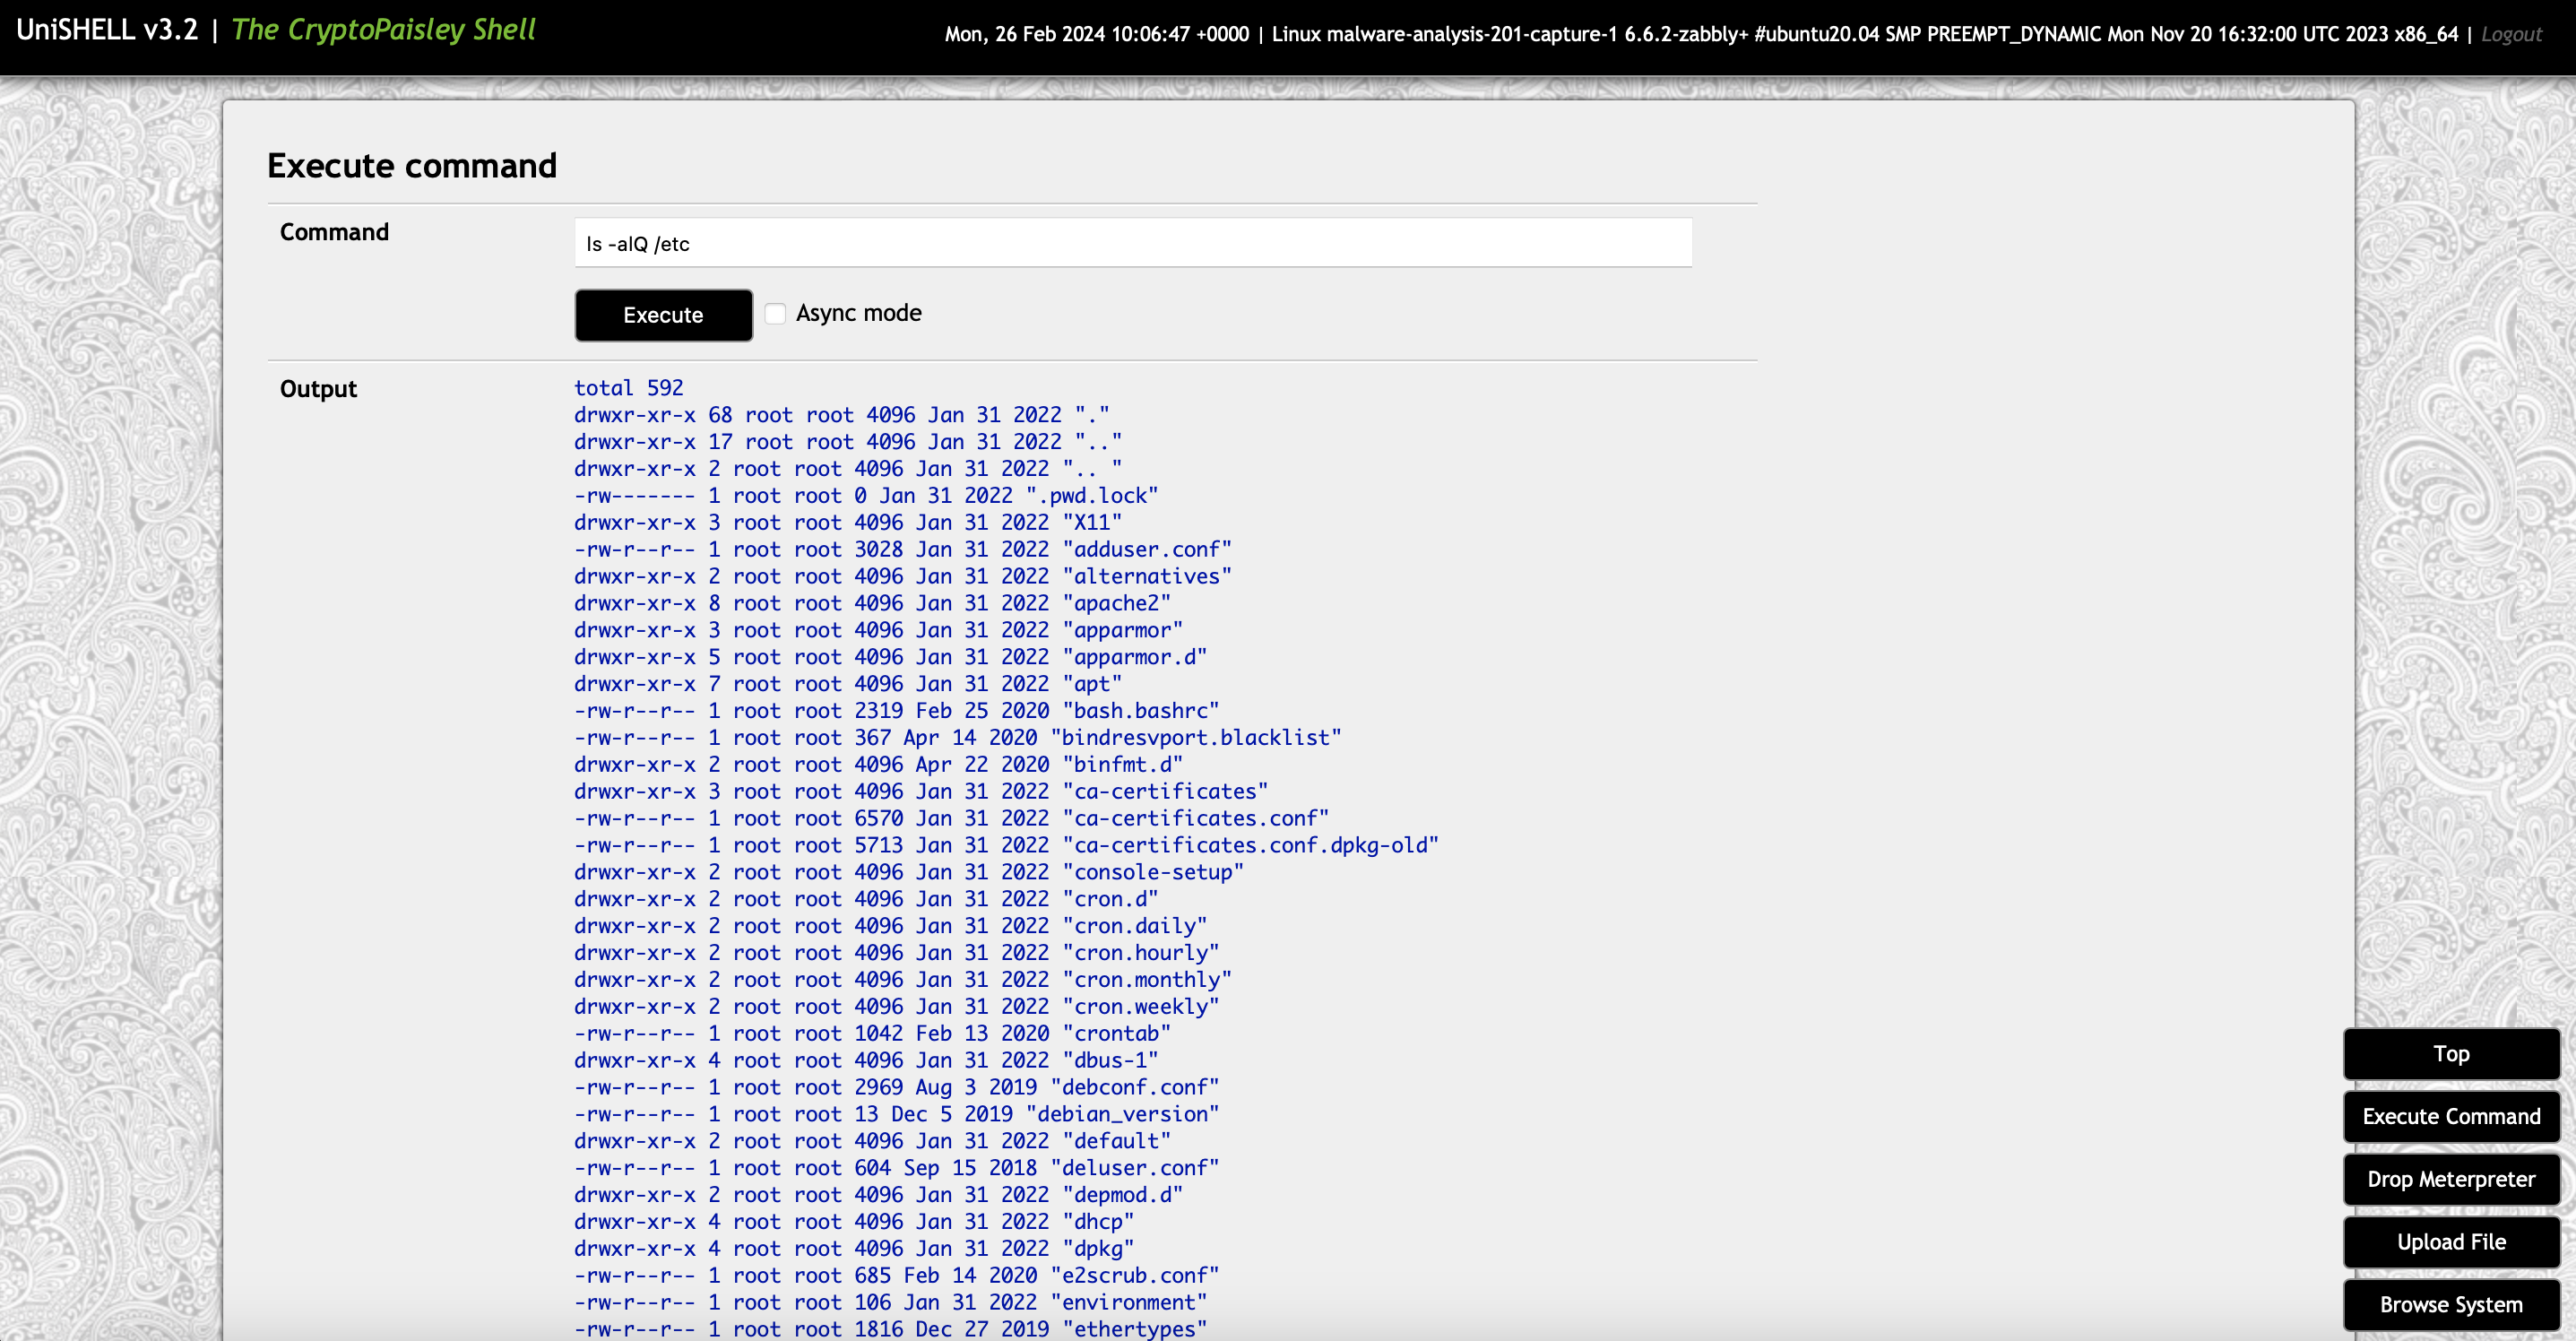 UniSHELL v3.2 | The CryptoPaisley Shell
Mon, 26 Feb 2024 10:06:47 +0000 | Linux malware-analysis-201-capture-1 6.6.2-zabbly+ #ubuntu20.04 SMP PREEMPT_DYNAMIC Mon Nov 20 16:32:00 UTC 2023 x86_64 | Logout
Execute command
Command
ls -alQ /etc
Execute
Async mode
Output
total 592
drwxr-xr-x 68 root root 4096 Jan 31 2022 "."
drwxr-xr-x 17 root root 4096 Jan 31 2022 ".."
drwxr-xr-x 2 root root 4096 Jan 31 2022 ".. "
-rw------- 1 root root 0 Jan 31 2022 ".pwd.lock"
drwxr-xr-x 3 root root 4096 Jan 31 2022 "X11"
-rw-r--r-- 1 root root 3028 Jan 31 2022 "adduser.conf"
drwxr-xr-x 2 root root 4096 Jan 31 2022 "alternatives"
drwxr-xr-x 8 root root 4096 Jan 31 2022 "apache2"
drwxr-xr-x 3 root root 4096 Jan 31 2022 "apparmor"
drwxr-xr-x 5 root root 4096 Jan 31 2022 "apparmor.d"
drwxr-xr-x 7 root root 4096 Jan 31 2022 "apt"
-rw-r--r-- 1 root root 2319 Feb 25 2020 "bash.bashrc"
-rw-r--r-- 1 root root 367 Apr 14 2020 "bindresvport.blacklist"
drwxr-xr-x 2 root root 4096 Apr 22 2020 "binfmt.d"
drwxr-xr-x 3 root root 4096 Jan 31 2022 "ca-certificates"
-rw-r--r-- 1 root root 6570 Jan 31 2022 "ca-certificates.conf"
-rw-r--r-- 1 root root 5713 Jan 31 2022 "ca-certificates.conf.dpkg-old"
drwxr-xr-x 2 root root 4096 Jan 31 2022 "console-setup"
drwxr-xr-x 2 root root 4096 Jan 31 2022 "cron.d"
drwxr-xr-x 2 root root 4096 Jan 31 2022 "cron.daily"
drwxr-xr-x 2 root root 4096 Jan 31 2022 "cron.hourly"
drwxr-xr-x 2 root root 4096 Jan 31 2022 "cron.monthly"
drwxr-xr-x 2 root root 4096 Jan 31 2022 "cron.weekly"
-rw-r--r-- 1 root root 1042 Feb 13 2020 "crontab"
drwxr-xr-x 4 root root 4096 Jan 31 2022 "dbus-1"
-rw-r--r-- 1 root root 2969 Aug 3 2019 "debconf.conf"
-rw-r--r-- 1 root root 13 Dec 5 2019 "debian_version"
drwxr-xr-x 2 root root 4096 Jan 31 2022 "default"
-rw-r--r-- 1 root root 604 Sep 15 2018 "deluser.conf"
drwxr-xr-x 2 root root 4096 Jan 31 2022 "depmod.d"
drwxr-xr-x 4 root root 4096 Jan 31 2022 "dhcp"
drwxr-xr-x 4 root root 4096 Jan 31 2022 "dpkg"
-rw-r--r-- 1 root root 685 Feb 14 2020 "e2scrub.conf"
-rw-r--r-- 1 root root 106 Jan 31 2022 "environment"
-rw-r--r-- 1 root root 1816 Dec 27 2019 "ethertypes"
Top
Execute Command
Drop Meterpreter
Upload File
Browse System